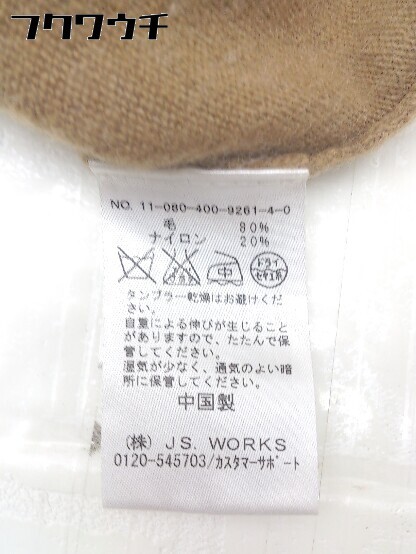 フクワウチ
NO. 11-080-400-9261-4-0
毛 80%
ナイロン 20%
中
ドライ
セキユ系
タンブラー乾燥はお避けくだ
さい。
自重による伸びが生じること
がありますので、たたんで保
管してください。
湿気が少なく、通気のよい暗
所に保管してください。
中国製
(株) J.S. WORKS
0120-545703/カスタマーサポート